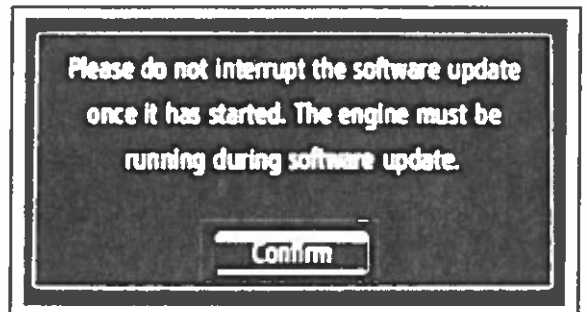 Please do not interrupt the software update
once it has started. The engine must be
running during software update.
Confirm